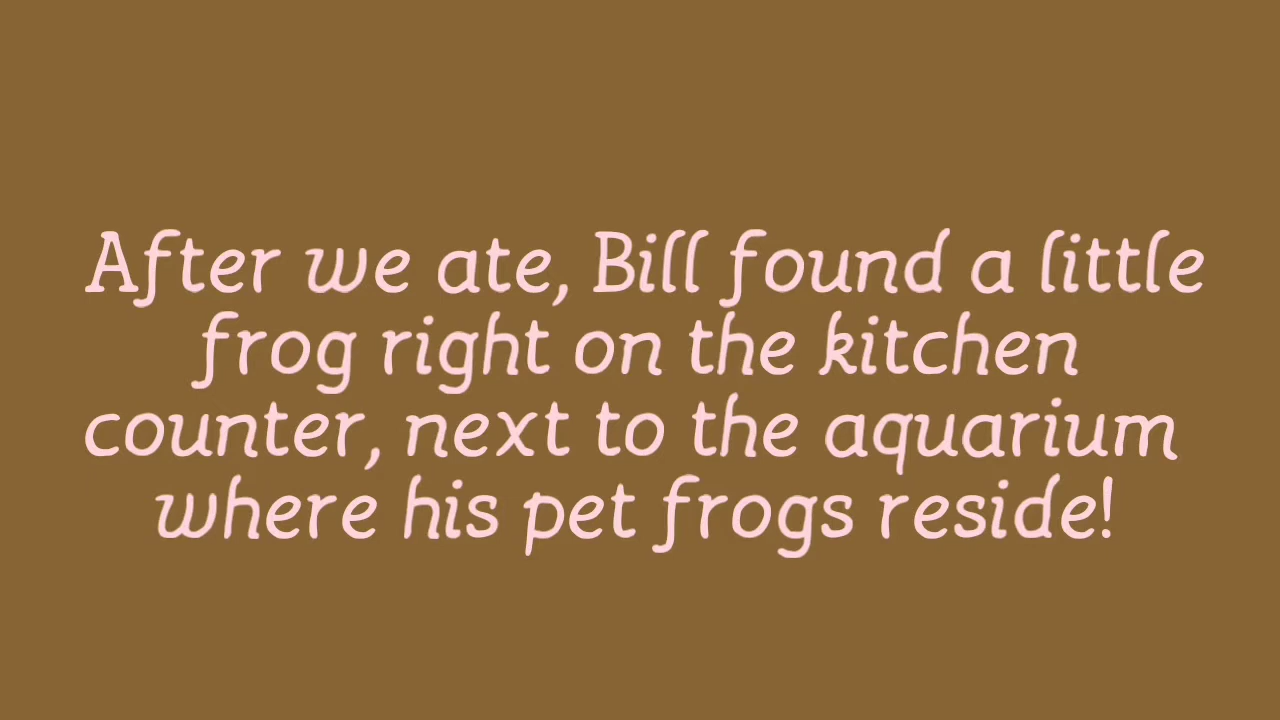 After we ate, Bill found a little
frog right on the kitchen
counter, next to the aquarium
where his pet frogs reside!